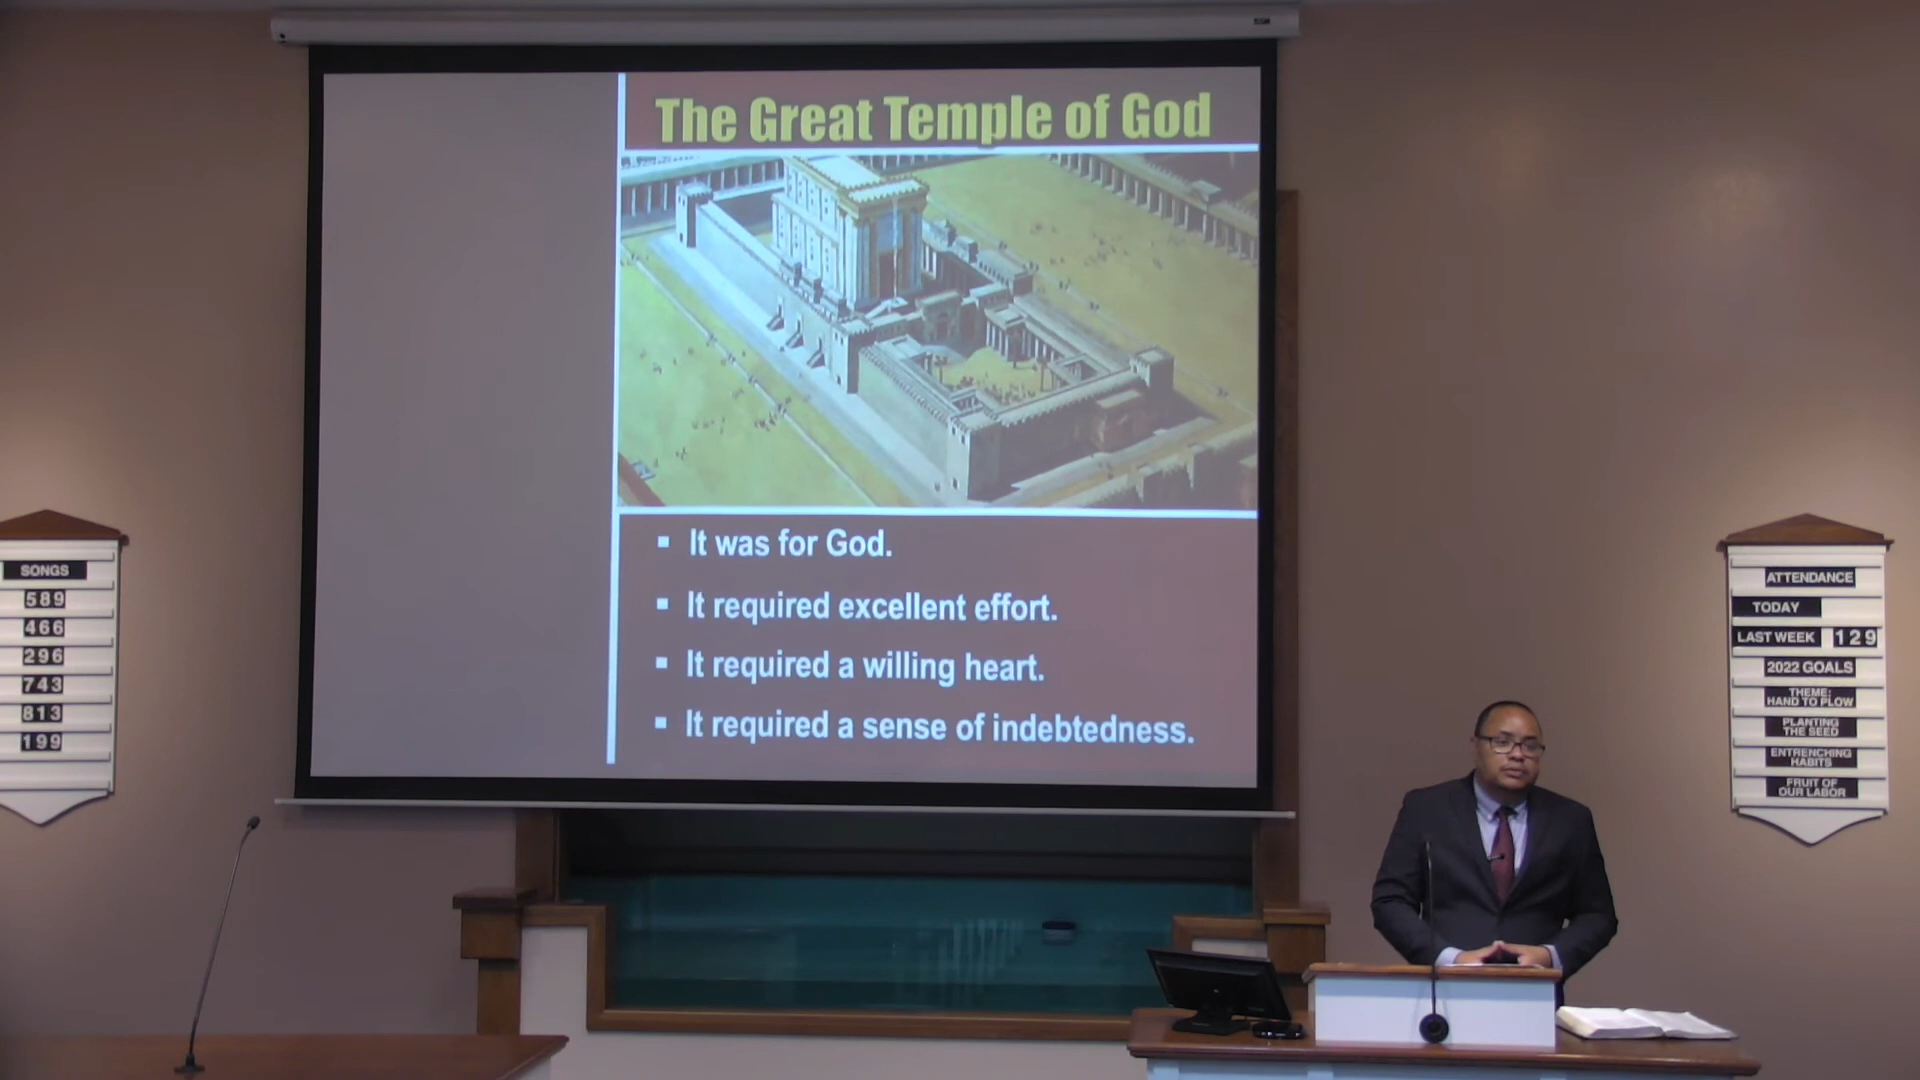 The Great Temple of God
▪ It was for God.
▪ It required excellent effort.
▪ It required a willing heart.
▪ It required a sense of indebtedness.
SONGS
589
466
296
743
813
199
ATTENDANCE
TODAY
LAST WEEK 129
2022 GOALS
THEME:
HAND TO PLOW
PLANTING
THE SEED
ENTRENCHING
HABITS
FRUIT OF
OUR LABOR